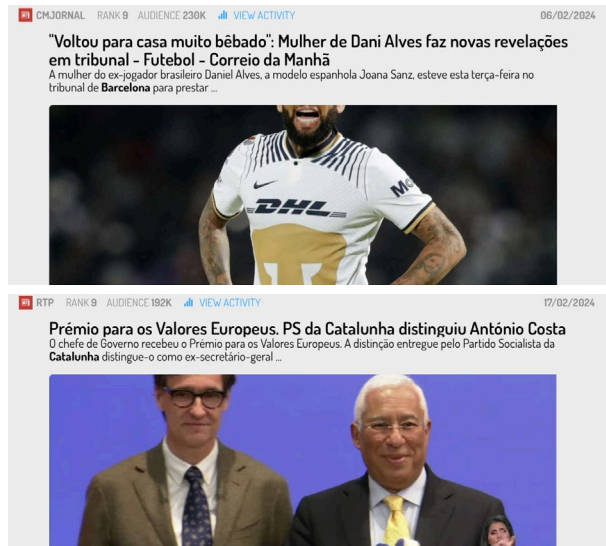 CMJORNAL RANK 9 AUDIENCE 230K VIEW ACTIVITY 06/02/2024
"Voltou para casa muito bêbado": Mulher de Dani Alves faz novas revelações
em tribunal - Futebol - Correio da Manhã
A mulher do ex-jogador brasileiro Daniel Alves, a modelo espanhola Joana Sanz, esteve esta terça-feira no
tribunal de Barcelona para prestar ...
DHL
RTP RANK 9 AUDIENCE 192K VIEW ACTIVITY 17/02/2024
Prémio para os Valores Europeus. PS da Catalunha distinguiu António Costa
O chefe de Governo recebeu o Prémio para os Valores Europeus. A distinção entregue pelo Partido Socialista da
Catalunha distingue-o como ex-secretário-geral ...